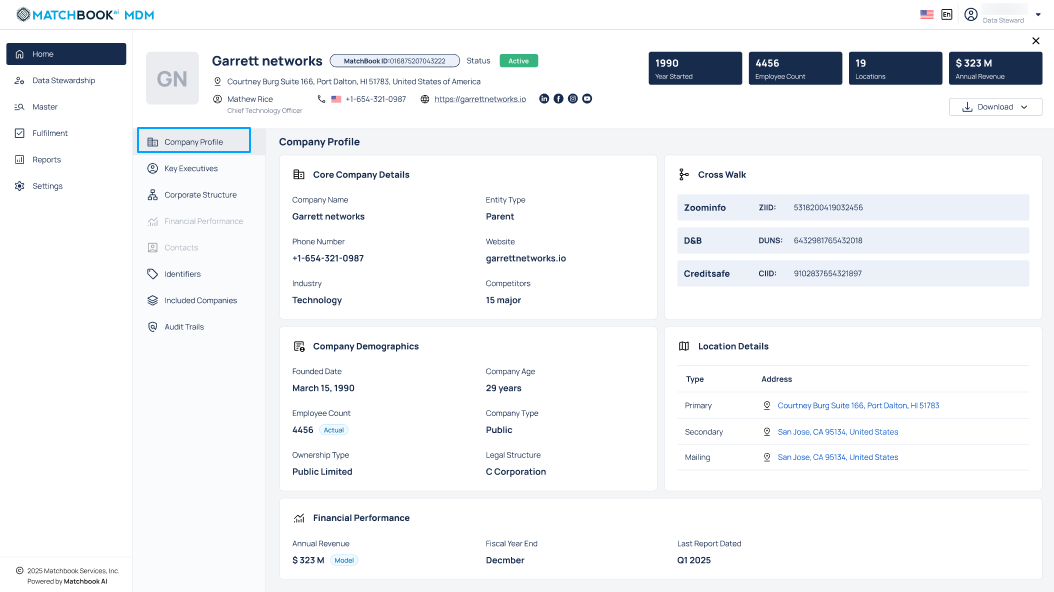 MATCHBOOK AI MDM
En
Data Steward
Home
Data Stewardship
Master
Fulfilment
Reports
Settings
GN
Garrett networks
MatchBook ID:016875207043222
Status
Active
Courtney Burg Suite 166, Port Dalton, HI 51783, United States of America
Mathew Rice
Chief Technology Officer
+1-654-321-0987
https://garrettnetworks.io
1990
Year Started
4456
Employee Count
19
Locations
$ 323 M
Annual Revenue
Download
Company Profile
Key Executives
Corporate Structure
Financial Performance
Contacts
Identifiers
Included Companies
Audit Trails
Company Profile
Core Company Details
Company Name
Garrett networks
Entity Type
Parent
Phone Number
+1-654-321-0987
Website
garrettnetworks.io
Industry
Technology
Competitors
15 major
Cross Walk
Zoominfo ZIID: 5318200419032456
D&B DUNS: 6432981765432018
Creditsafe CIID: 9102837654321897
Company Demographics
Founded Date
March 15, 1990
Company Age
29 years
Employee Count
4456 Actual
Company Type
Public
Ownership Type
Public Limited
Legal Structure
C Corporation
Location Details
Type Address
Primary Courtney Burg Suite 166, Port Dalton, HI 51783
Secondary San Jose, CA 95134, United States
Mailing San Jose, CA 95134, United States
Financial Performance
Annual Revenue
$ 323 M Model
Fiscal Year End
Decmber
Last Report Dated
Q1 2025
© 2025 Matchbook Services, Inc.
Powered by Matchbook AI